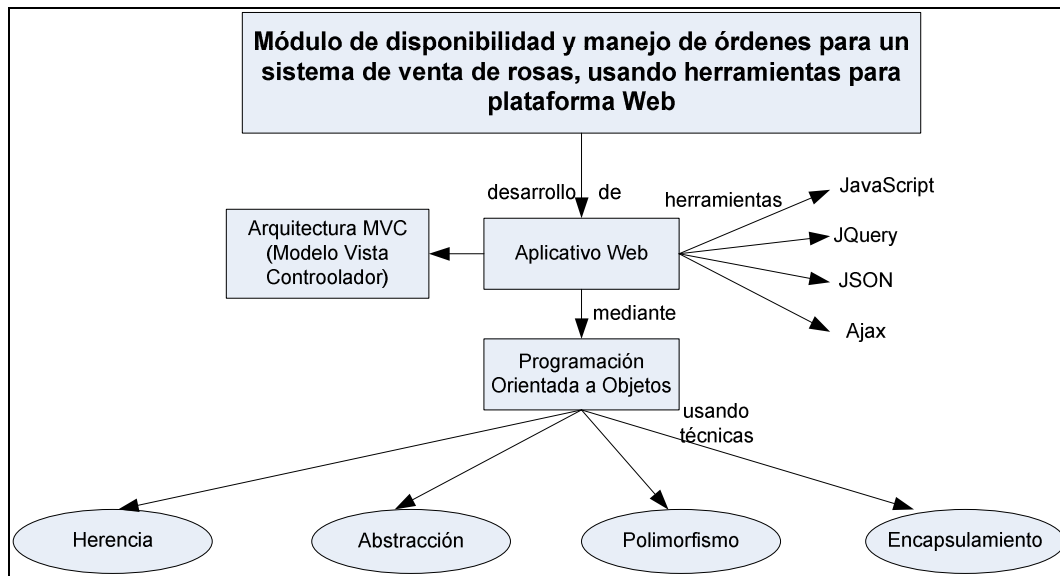 Módulo de disponibilidad y manejo de órdenes para un
sistema de venta de rosas, usando herramientas para
plataforma Web
desarrollo de
herramientas
JavaScript
JQuery
JSON
Ajax
Arquitectura MVC
(Modelo Vista
Controolador)
Aplicativo Web
mediante
Programación
Orientada a Objetos
usando
técnicas
Herencia
Abstracción
Polimorfismo
Encapsulamiento